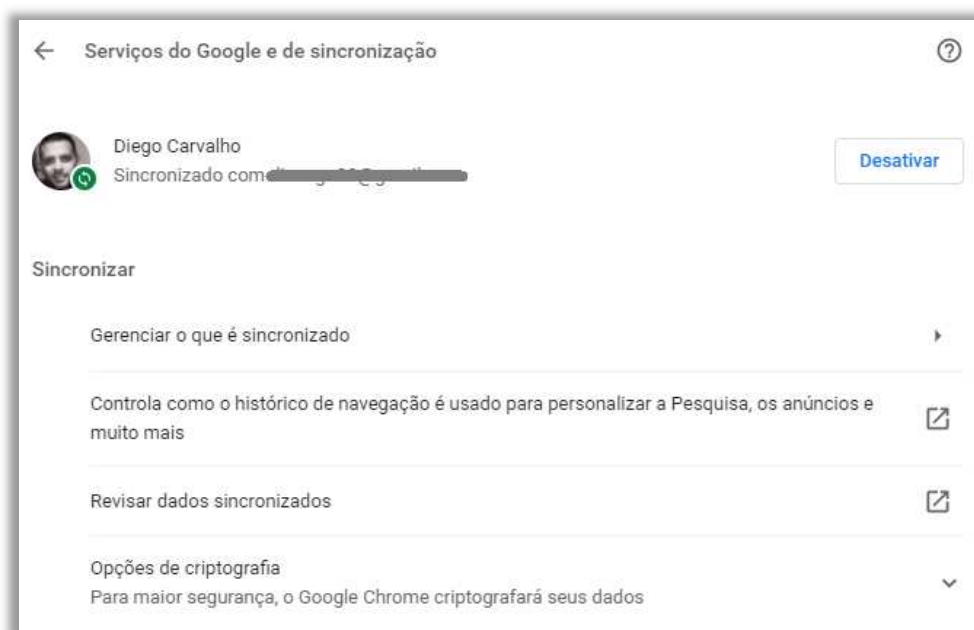 Serviços do Google e de sincronização
Diego Carvalho
Sincronizado com
Desativar
Sincronizar
Gerenciar o que é sincronizado
Controla como o histórico de navegação é usado para personalizar a Pesquisa, os anúncios e
muito mais
Revisar dados sincronizados
Opções de criptografia
Para maior segurança, o Google Chrome criptografará seus dados